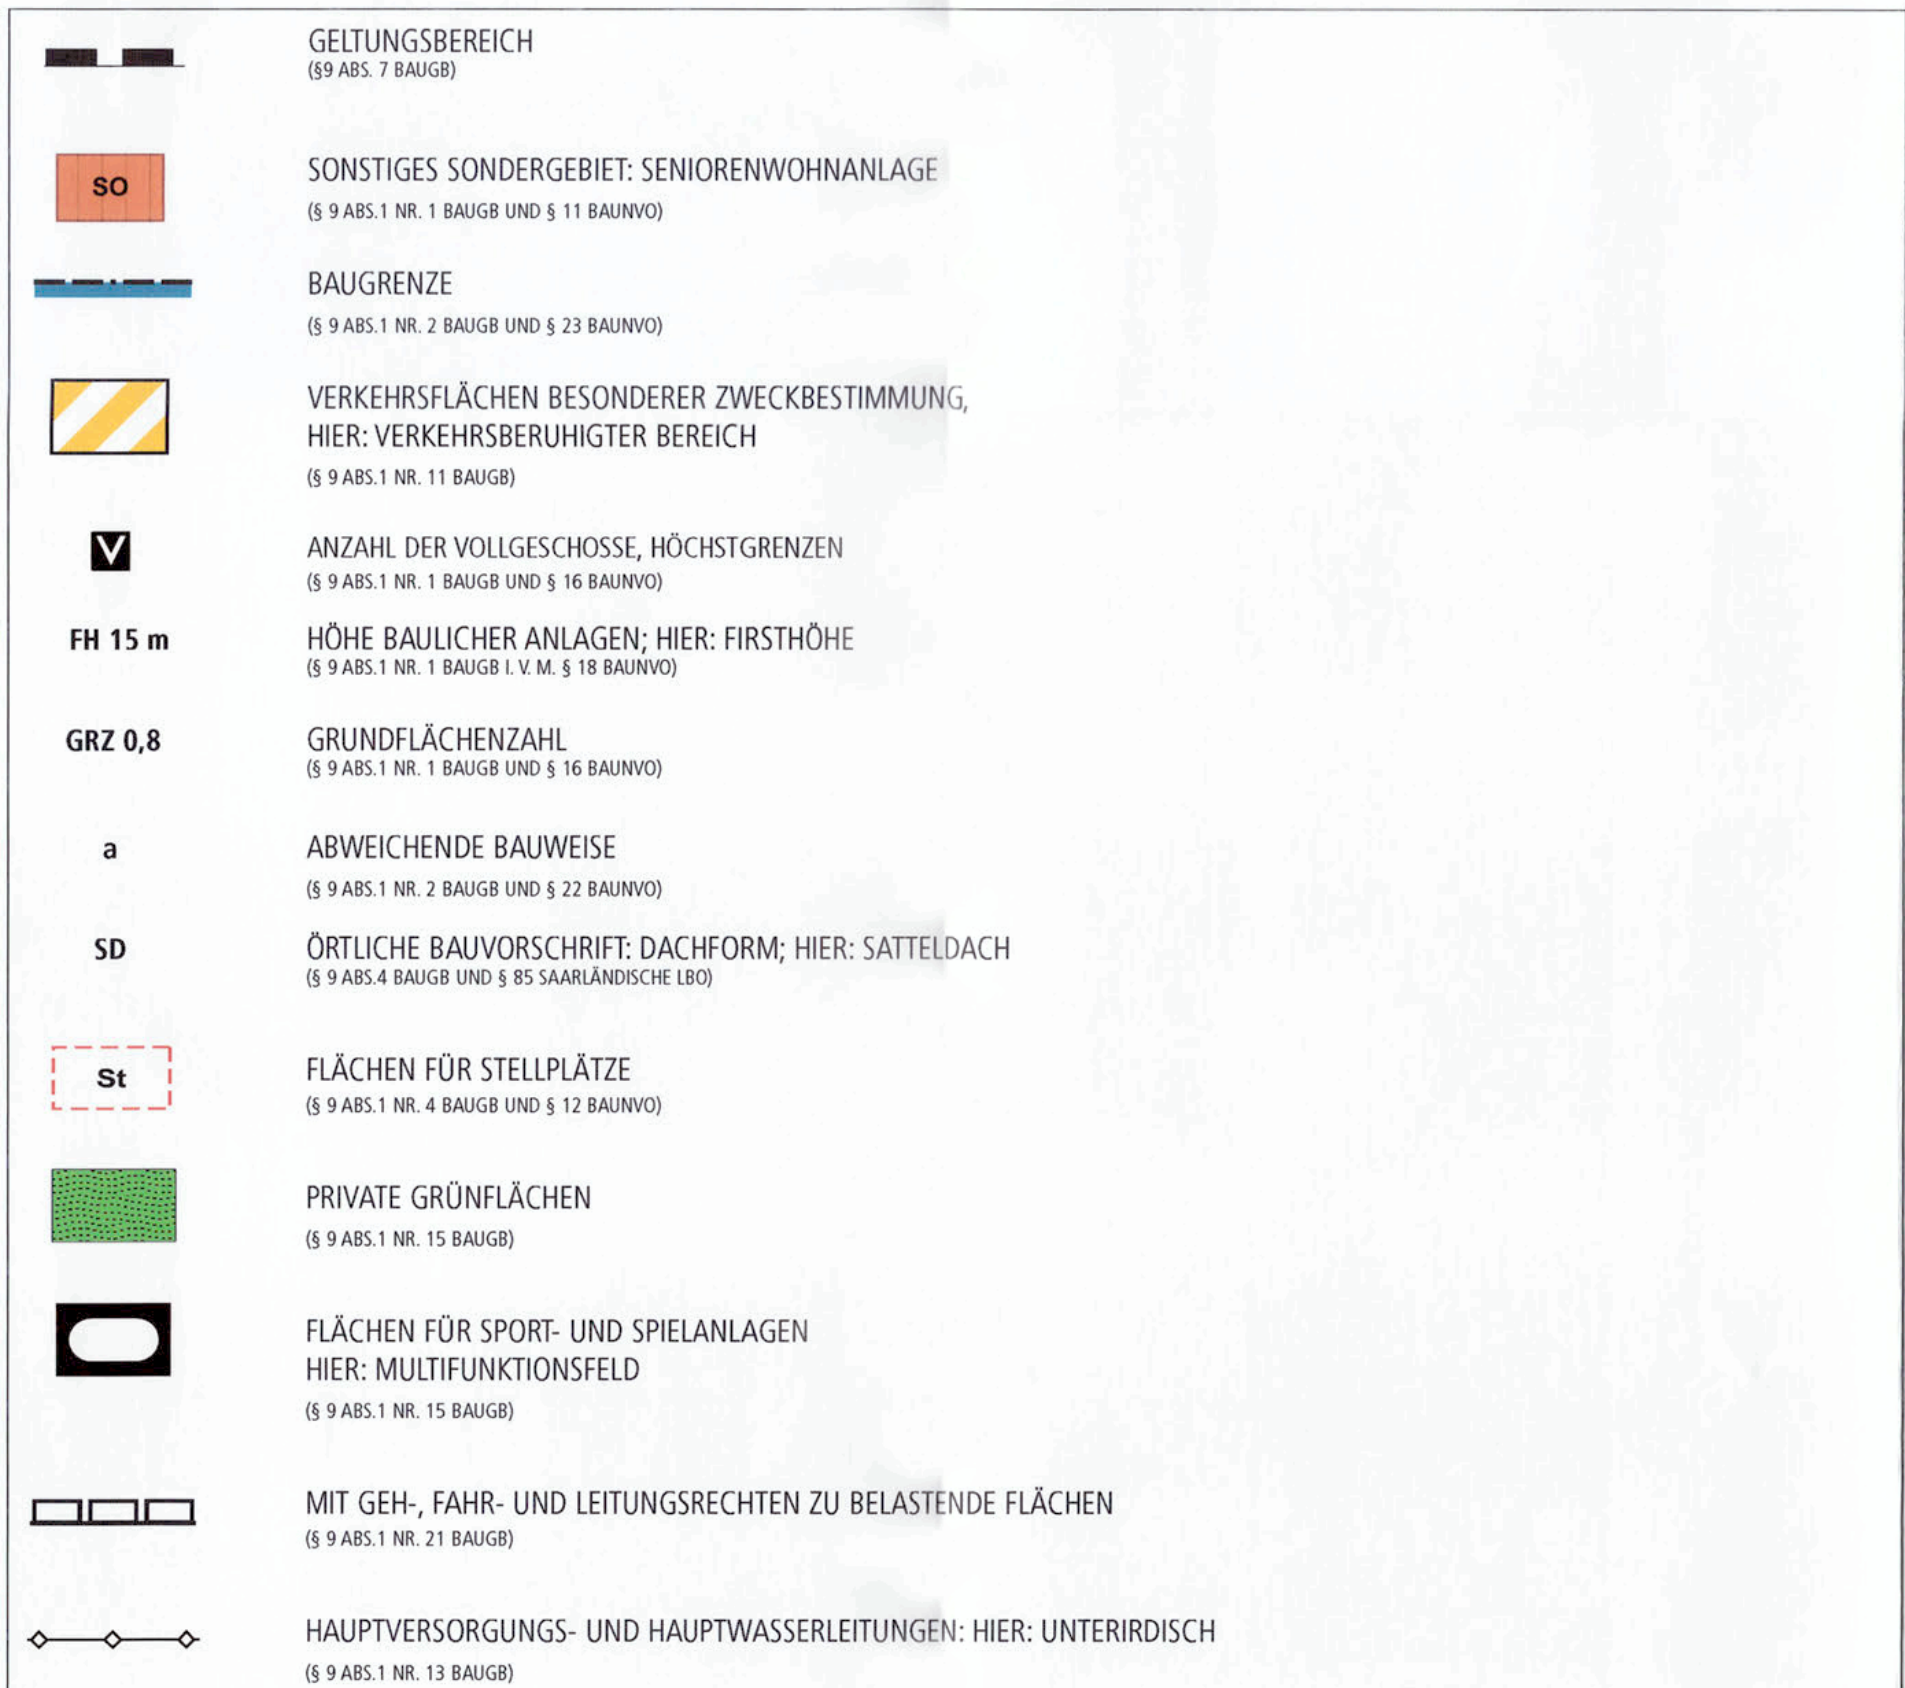 GELTUNGSBEREICH
(§9 ABS. 7 BAUGB)
SO
SONSTIGES SONDERGEBIET: SENIORENWOHNANLAGE
(§ 9 ABS.1 NR. 1 BAUGB UND § 11 BAUNVO)
BAUGRENZE
(§ 9 ABS.1 NR. 2 BAUGB UND § 23 BAUNVO)
VERKEHRSFLÄCHEN BESONDERER ZWECKBESTIMMUNG,
HIER: VERKEHRSBERUHIGTER BEREICH
(§ 9 ABS.1 NR. 11 BAUGB)
V
ANZAHL DER VOLLGESCHOSSE, HÖCHSTGRENZEN
(§ 9 ABS.1 NR. 1 BAUGB UND § 16 BAUNVO)
FH 15 m
HÖHE BAULICHER ANLAGEN; HIER: FIRSTHÖHE
(§ 9 ABS.1 NR. 1 BAUGB I. V. M. § 18 BAUNVO)
GRZ 0,8
GRUNDFLÄCHENZAHL
(§ 9 ABS.1 NR. 1 BAUGB UND § 16 BAUNVO)
a
ABWEICHENDE BAUWEISE
(§ 9 ABS.1 NR. 2 BAUGB UND § 22 BAUNVO)
SD
ÖRTLICHE BAUVORSCHRIFT: DACHFORM; HIER: SATTELDACH
(§ 9 ABS.4 BAUGB UND § 85 SAARLÄNDISCHE LBO)
St
FLÄCHEN FÜR STELLPLÄTZE
(§ 9 ABS.1 NR. 4 BAUGB UND § 12 BAUNVO)
PRIVATE GRÜNFLÄCHEN
(§ 9 ABS.1 NR. 15 BAUGB)
FLÄCHEN FÜR SPORT- UND SPIELANLAGEN
HIER: MULTIFUNKTIONSFELD
(§ 9 ABS.1 NR. 15 BAUGB)
MIT GEH-, FAHR- UND LEITUNGSRECHTEN ZU BELASTENDE FLÄCHEN
(§ 9 ABS.1 NR. 21 BAUGB)
HAUPTVERSORGUNGS- UND HAUPTWASSERLEITUNGEN: HIER: UNTERIRDISCH
(§ 9 ABS.1 NR. 13 BAUGB)